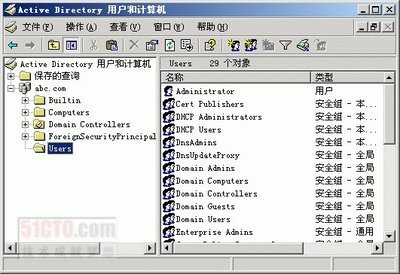 Active Directory 用户和计算机
文件(F) 操作(A) 查看(V) 窗口(W) 帮助(H)
Active Directory 用户和计算机
保存的查询
abc.com
Builtin
Computers
Domain Controllers
ForeignSecurityPrincipal
Users
Users 29 个对象
名称 类型
Administrator 用户
Cert Publishers 安全组 - 本...
DHCP Administrators 安全组 - 本...
DHCP Users 安全组 - 本...
DnsAdmins 安全组 - 本...
DnsUpdateProxy 安全组 - 全局
Domain Admins 安全组 - 全局
Domain Computers 安全组 - 全局
Domain Controllers 安全组 - 全局
Domain Guests 安全组 - 全局
Domain Users 安全组 - 全局
Enterprise Admins 安全组 - 通用
51CTO.com
技术成就梦想